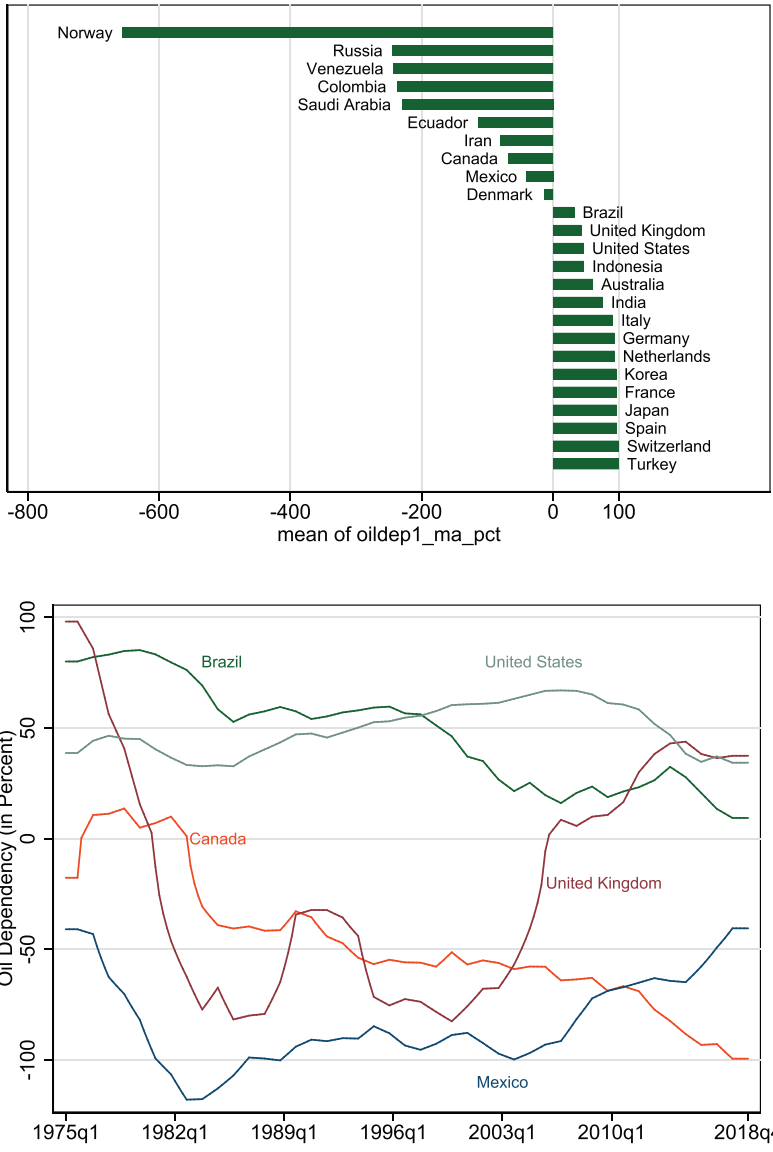 Norway
Russia
Venezuela
Colombia
Saudi Arabia
Ecuador
Iran
Canada
Mexico
Denmark
Brazil
United Kingdom
United States
Indonesia
Australia
India
Italy
Germany
Netherlands
Korea
France
Japan
Spain
Switzerland
Turkey
-800 -600 -400 -200 0 100
mean of oildep1_ma_pct
Oil Dependency (in Percent)
100
50
0
-50
-100
Brazil
United States
Canada
United Kingdom
Mexico
1975q1 1982q1 1989q1 1996q1 2003q1 2010q1 2018q4